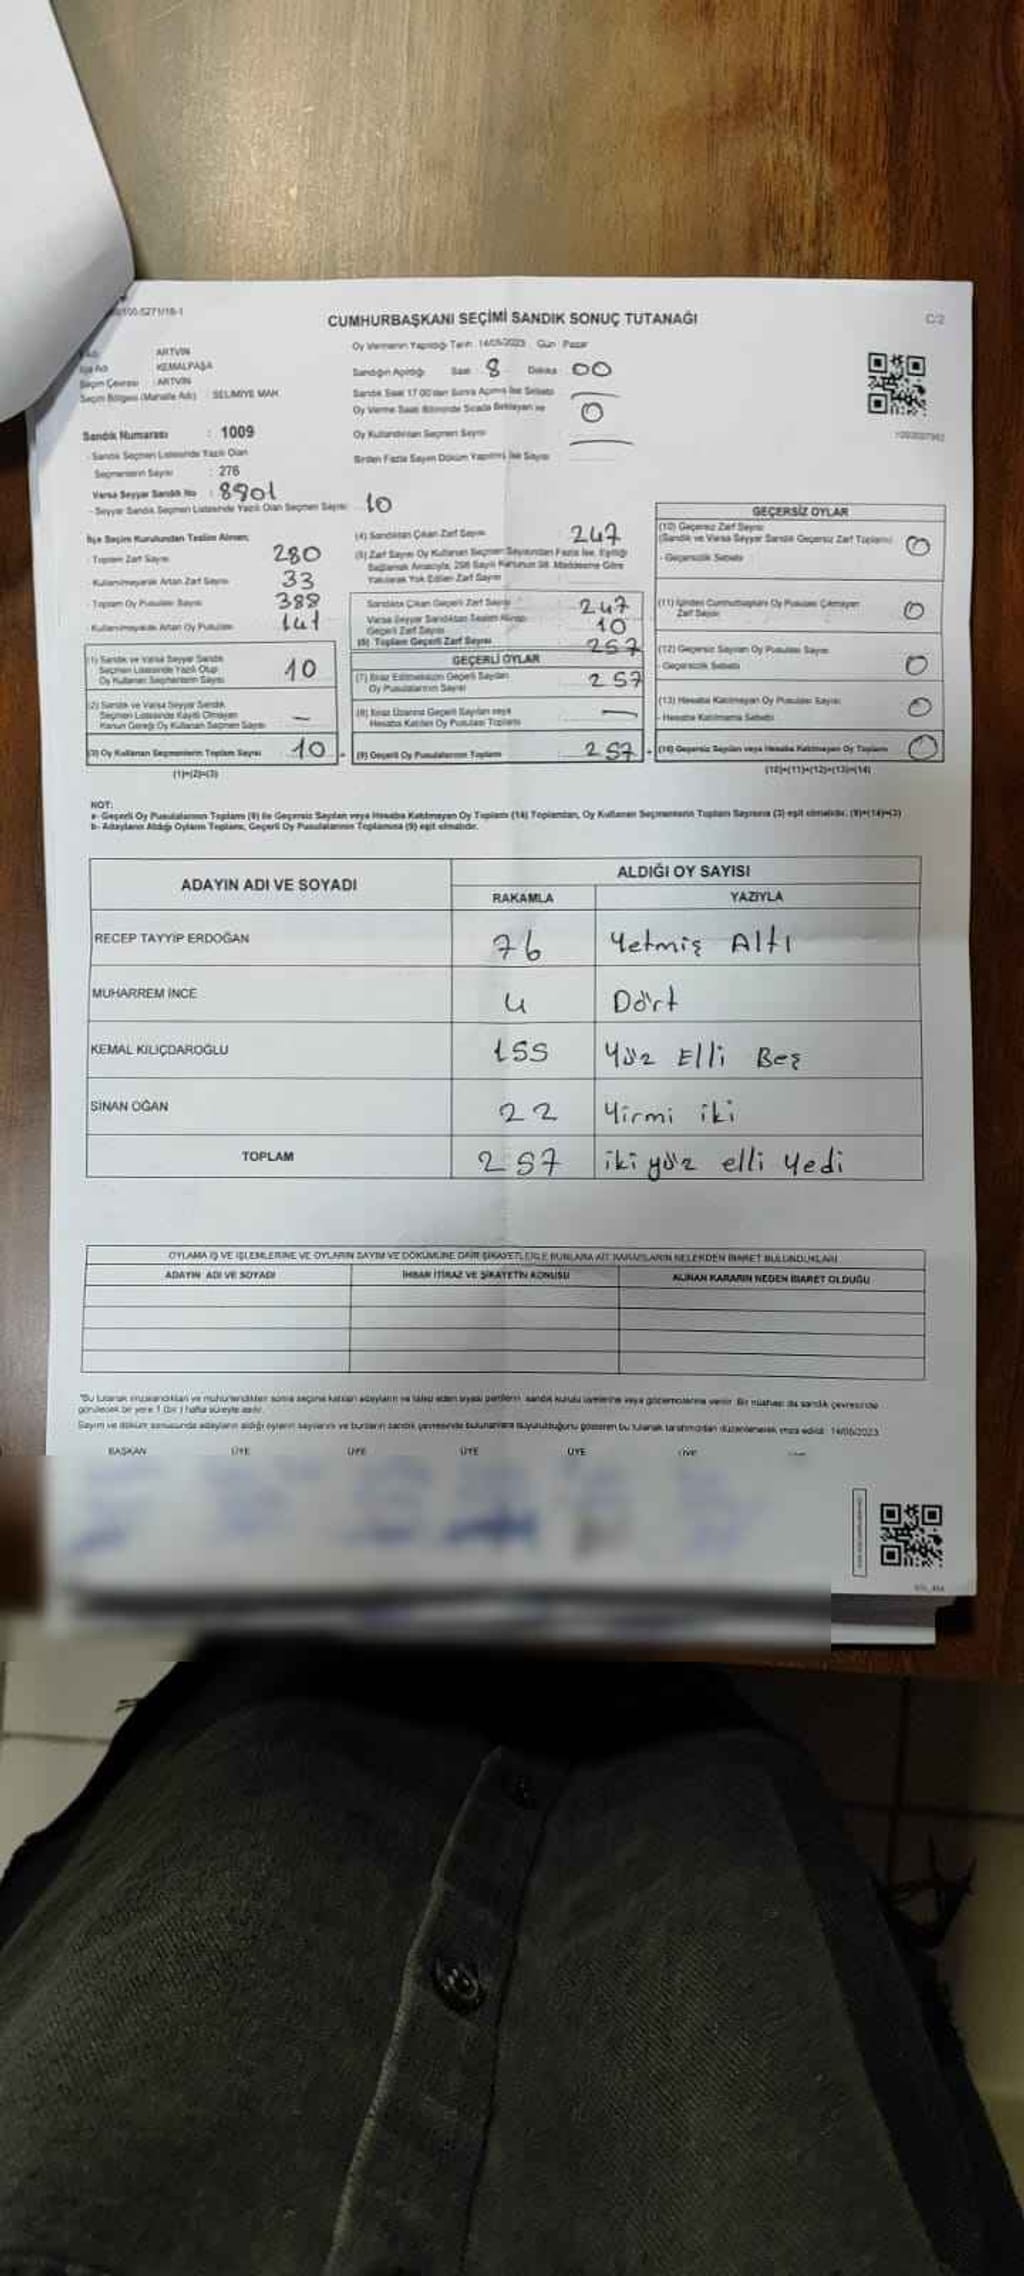 CUMHURBAŞKANI SEÇİMİ SANDIK SONUÇ TUTANAĞI
C/2
Oy Vermenin Yapıldığı Tarih : 14/05/2023 Gün : Pazar
ARTVİN
İlçe Adı KEMALPAŞA
Seçim Çevresi : ARTVİN
Seçim Bölgesi (Mahalle Adı) : SELİMİYE MAH.
Sandığın Açıldığı Saat 8 Dakika 00
Sandık Saat 17.00'den Sonra Açılmış İse Sebebi
Oy Verme Saati Bitiminde Sırada Bekleyen ve 0
Oy Kullandırılan Seçmen Sayısı
Birden Fazla Sayım Döküm Yapılmış İse Sayısı
Sandık Numarası : 1009
- Sandık Seçmen Listesinde Yazılı Olan
Seçmenlerin Sayısı : 276
Varsa Seyyar Sandık No : 8901
- Seyyar Sandık Seçmen Listesinde Yazılı Olan Seçmen Sayısı 10
İlçe Seçim Kurulundan Teslim Alınan;
Toplam Zarf Sayısı 280
- Kullanılmayarak Artan Zarf Sayısı 33
- Toplam Oy Pusulası Sayısı 388
- Kullanılmayarak Artan Oy Pusulası 141
(1) Sandık ve Varsa Seyyar Sandık
Seçmen Listesinde Yazılı Olup
Oy Kullanan Seçmenlerin Sayısı 10
(2) Sandık ve Varsa Seyyar Sandık
Seçmen Listesinde Kayıtlı Olmayan
Kanun Gereği Oy Kullanan Seçmen Sayısı —
(3) Oy Kullanan Seçmenlerin Toplam Sayısı 10
(1)+(2)=(3)
(4) Sandıktan Çıkan Zarf Sayısı 247
(5) Zarf Sayısı Oy Kullanan Seçmen Sayısından Fazla İse, Eşitliği
Sağlamak Amacıyla, 298 Sayılı Kanunun 98. Maddesine Göre
Yakılarak Yok Edilen Zarf Sayısı
Sandıkta Çıkan Geçerli Zarf Sayısı 247
Varsa Seyyar Sandıktan Teslim Alınan
Geçerli Zarf Sayısı 10
(6) Toplam Geçerli Zarf Sayısı 257
GEÇERLİ OYLAR
(7) İtiraz Edilmeksizin Geçerli Sayılan
Oy Pusulalarının Sayısı 257
(8) İtiraz Üzerine Geçerli Sayılan veya
Hesaba Katılan Oy Pusulası Toplamı —
(9) Geçerli Oy Pusulalarının Toplamı 257
GEÇERSİZ OYLAR
(10) Geçersiz Zarf Sayısı
(Sandık ve Varsa Seyyar Sandık Geçersiz Zarf Toplamı) 0
- Geçersizlik Sebebi
(11) İçinden Cumhurbaşkanı Oy Pusulası Çıkmayan
Zarf Sayısı 0
(12) Geçersiz Sayılan Oy Pusulası Sayısı 0
- Geçersizlik Sebebi
(13) Hesaba Katılmayan Oy Pusulası Sayısı 0
- Hesaba Katılmama Sebebi
(14) Geçersiz Sayılan veya Hesaba Katılmayan Oy Toplamı 0
(10)+(11)+(12)+(13)=(14)
NOT:
a- Geçerli Oy Pusulalarının Toplamı (9) ile Geçersiz Sayılan veya Hesaba Katılmayan Oy Toplamı (14) Toplamları, Oy Kullanan Seçmenlerin Toplam Sayısına (3) eşit olmalıdır. (9)+(14)=(3)
b- Adayların Aldığı Oyların Toplamı, Geçerli Oy Pusulalarının Toplamına (9) eşit olmalıdır.
ADAYIN ADI VE SOYADI
ALDIĞI OY SAYISI
RAKAMLA YAZIYLA
RECEP TAYYİP ERDOĞAN 76 Yetmiş Altı
MUHARREM İNCE 4 Dört
KEMAL KILIÇDAROĞLU 155 Yüz Elli Beş
SİNAN OĞAN 22 Yirmi iki
TOPLAM 257 iki yüz elli yedi
OYLAMA İŞ VE İŞLEMLERİNE VE OYLARIN SAYIM VE DÖKÜMÜNE DAİR ŞİKAYETLERLE BUNLARA AİT KARARLARIN NELERDEN İBARET BULUNDUKLARI
ADAYIN ADI VE SOYADI İHBAR İTİRAZ VE ŞİKAYETİN KONUSU ALINAN KARARIN NEDEN İBARET OLDUĞU
*Bu tutanak imzalandıktan ve mühürlendikten sonra seçime katılan adayların ve talep eden siyasi partilerin sandık kurulu üyelerine veya gözlemcilerine verilir. Bir nüshası da sandık çevresinde
görülecek bir yere 1 (bir) hafta süreyle asılır.
Sayım ve döküm sonucunda adayların aldığı oyların sayılarını ve bunların sandık çevresinde bulunanlara duyurulduğunu gösteren bu tutanak tarafımızdan düzenlenerek imza edildi : 14/05/2023
BAŞKAN ÜYE ÜYE ÜYE ÜYE ÜYE